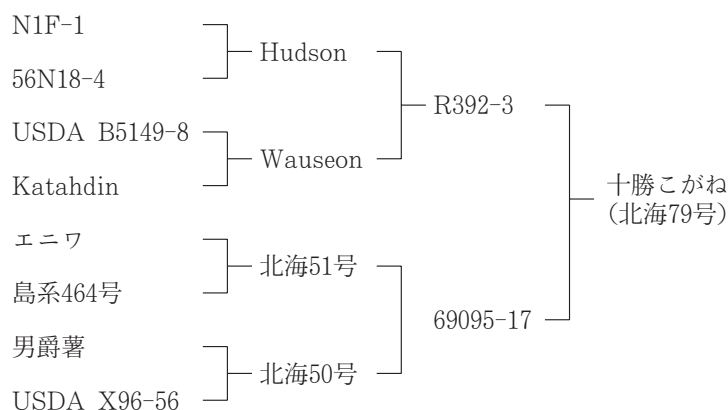 N1F-1
56N18-4
USDA B5149-8
Katahdin
エニワ
島系464号
男爵薯
USDA X96-56
Hudson
Wauseon
北海51号
北海50号
R392-3
69095-17
十勝こがね
(北海79号)